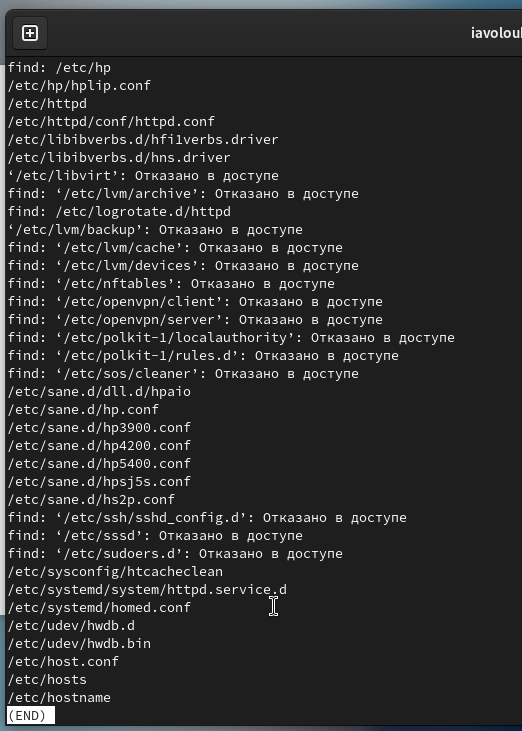 iavolou
find: /etc/hp
/etc/hp/hplip.conf
/etc/httpd
/etc/httpd/conf/httpd.conf
/etc/libibverbs.d/hfi1verbs.driver
/etc/libibverbs.d/hns.driver
‘/etc/libvirt’: Отказано в доступе
find: ‘/etc/lvm/archive’: Отказано в доступе
find: /etc/logrotate.d/httpd
‘/etc/lvm/backup’: Отказано в доступе
find: ‘/etc/lvm/cache’: Отказано в доступе
find: ‘/etc/lvm/devices’: Отказано в доступе
find: ‘/etc/nftables’: Отказано в доступе
find: ‘/etc/openvpn/client’: Отказано в доступе
find: ‘/etc/openvpn/server’: Отказано в доступе
find: ‘/etc/polkit-1/localauthority’: Отказано в доступе
find: ‘/etc/polkit-1/rules.d’: Отказано в доступе
find: ‘/etc/sos/cleaner’: Отказано в доступе
/etc/sane.d/dll.d/hpaio
/etc/sane.d/hp.conf
/etc/sane.d/hp3900.conf
/etc/sane.d/hp4200.conf
/etc/sane.d/hp5400.conf
/etc/sane.d/hpsj5s.conf
/etc/sane.d/hs2p.conf
find: ‘/etc/ssh/sshd_config.d’: Отказано в доступе
find: ‘/etc/sssd’: Отказано в доступе
find: ‘/etc/sudoers.d’: Отказано в доступе
/etc/sysconfig/htcacheclean
/etc/systemd/system/httpd.service.d
/etc/systemd/homed.conf
/etc/udev/hwdb.d
/etc/udev/hwdb.bin
/etc/host.conf
/etc/hosts
/etc/hostname
(END)